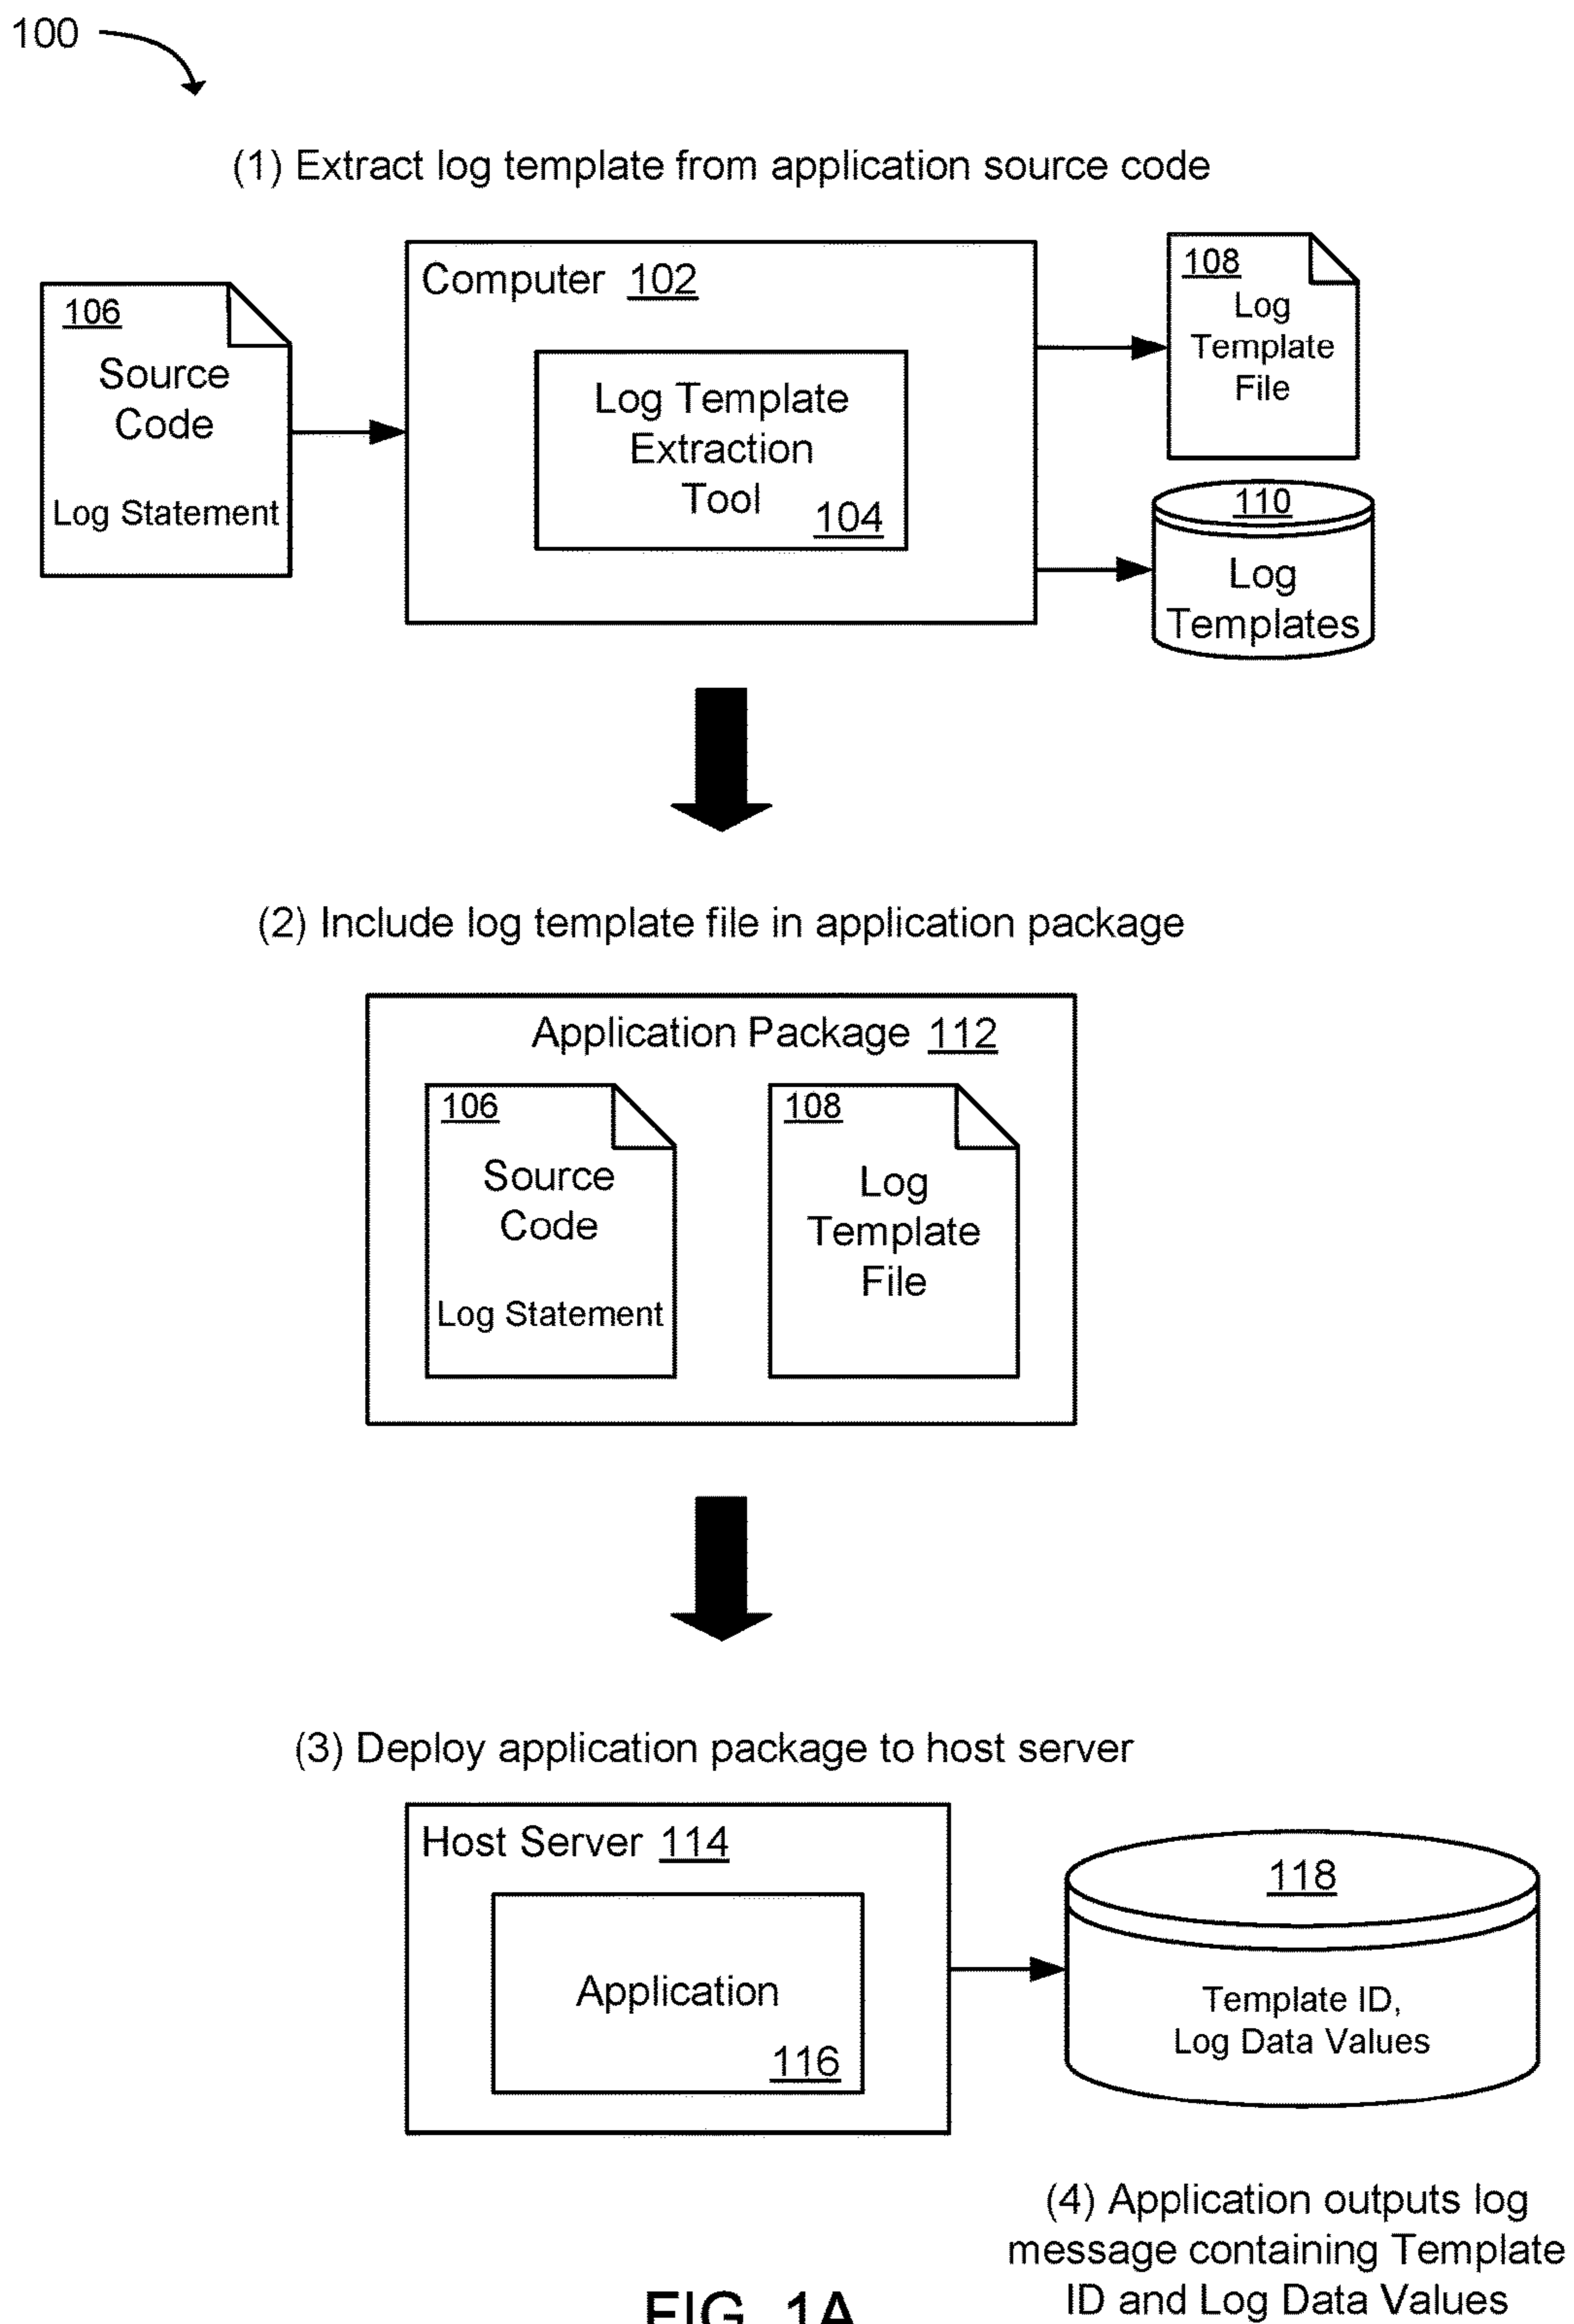 100
(1) Extract log template from application source code
106
Source
Code
Log Statement
Computer 102
Log Template
Extraction
Tool
104
108
Log
Template
File
110
Log
Templates
(2) Include log template file in application package
Application Package 112
106
Source
Code
Log Statement
108
Log
Template
File
(3) Deploy application package to host server
Host Server 114
Application
116
118
Template ID,
Log Data Values
(4) Application outputs log
message containing Template
ID and Log Data Values
FIG. 1A